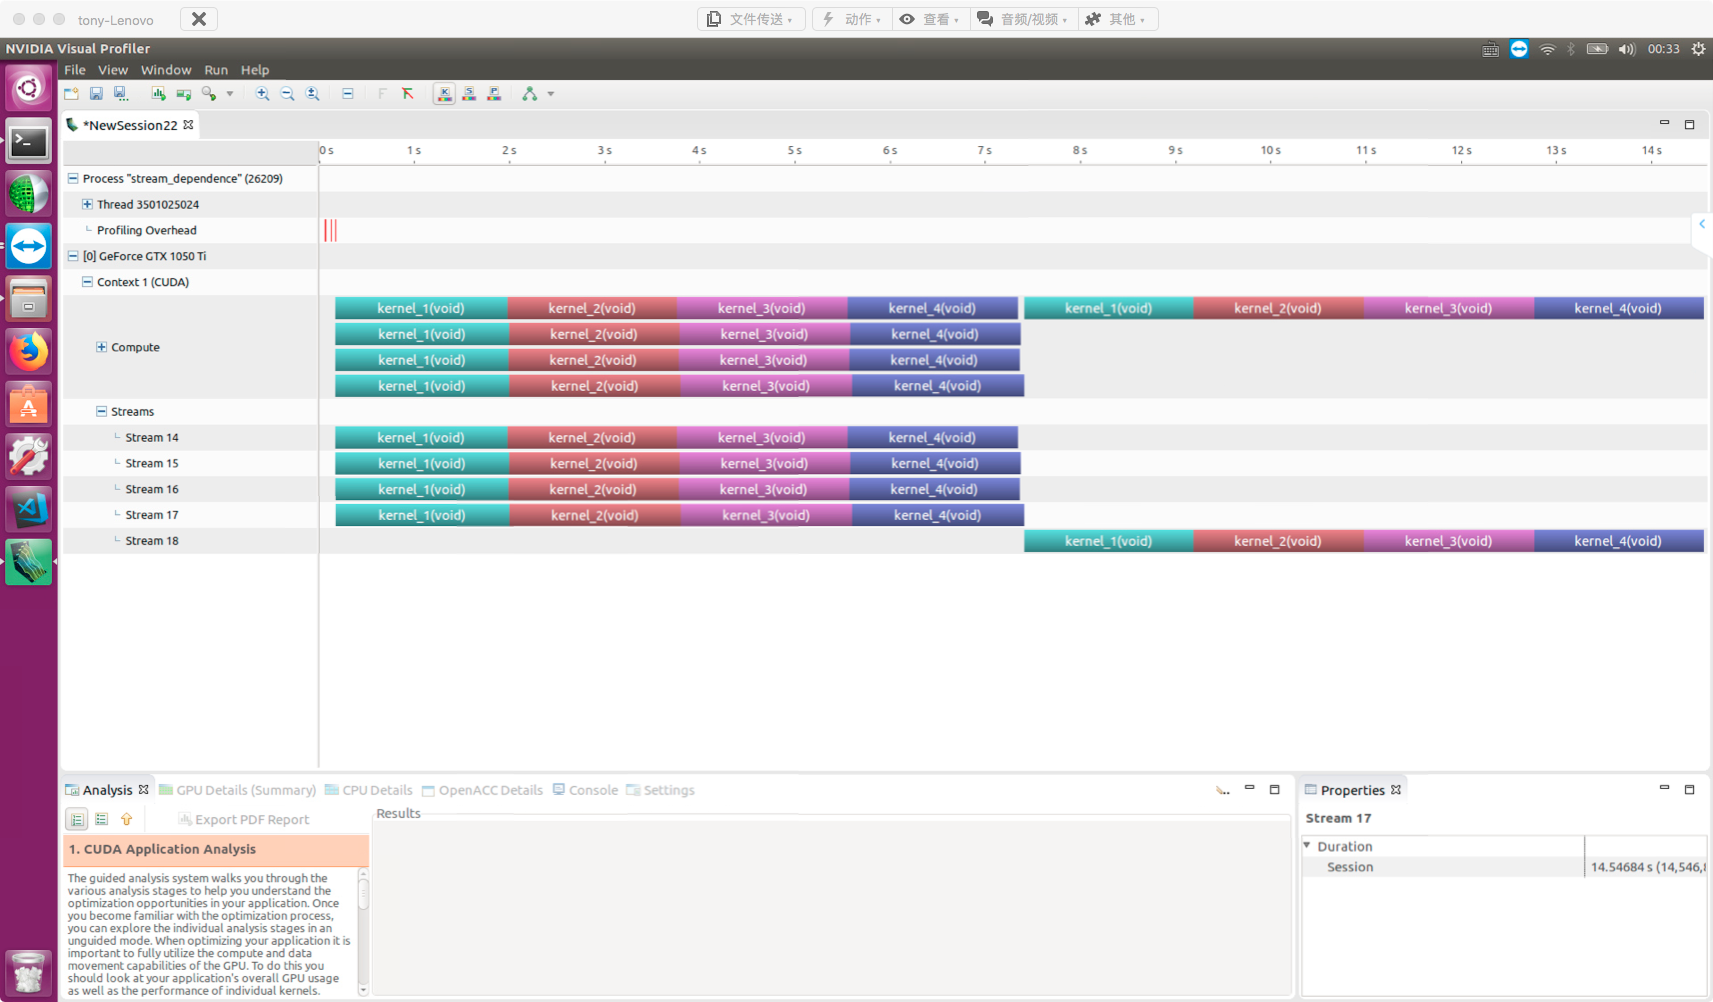 tony-Lenovo
文件传送
动作
查看
音频/视频
其他
NVIDIA Visual Profiler
00:33
File View Window Run Help
*NewSession22
0 s 1 s 2 s 3 s 4 s 5 s 6 s 7 s 8 s 9 s 10 s 11 s 12 s 13 s 14 s
Process "stream_dependence" (26209)
Thread 3501025024
Profiling Overhead
[0] GeForce GTX 1050 Ti
Context 1 (CUDA)
kernel_1(void) kernel_2(void) kernel_3(void) kernel_4(void) kernel_1(void) kernel_2(void) kernel_3(void) kernel_4(void)
kernel_1(void) kernel_2(void) kernel_3(void) kernel_4(void)
Compute
kernel_1(void) kernel_2(void) kernel_3(void) kernel_4(void)
kernel_1(void) kernel_2(void) kernel_3(void) kernel_4(void)
Streams
Stream 14 kernel_1(void) kernel_2(void) kernel_3(void) kernel_4(void)
Stream 15 kernel_1(void) kernel_2(void) kernel_3(void) kernel_4(void)
Stream 16 kernel_1(void) kernel_2(void) kernel_3(void) kernel_4(void)
Stream 17 kernel_1(void) kernel_2(void) kernel_3(void) kernel_4(void)
Stream 18 kernel_1(void) kernel_2(void) kernel_3(void) kernel_4(void)
Analysis GPU Details (Summary) CPU Details OpenACC Details Console Settings
Export PDF Report
Results
1. CUDA Application Analysis
The guided analysis system walks you through the
various analysis stages to help you understand the
optimization opportunities in your application. Once
you become familiar with the optimization process,
you can explore the individual analysis stages in an
unguided mode. When optimizing your application it is
important to fully utilize the compute and data
movement capabilities of the GPU. To do this you
should look at your application's overall GPU usage
as well as the performance of individual kernels.
Properties
Stream 17
Duration
Session 14.54684 s (14,546,